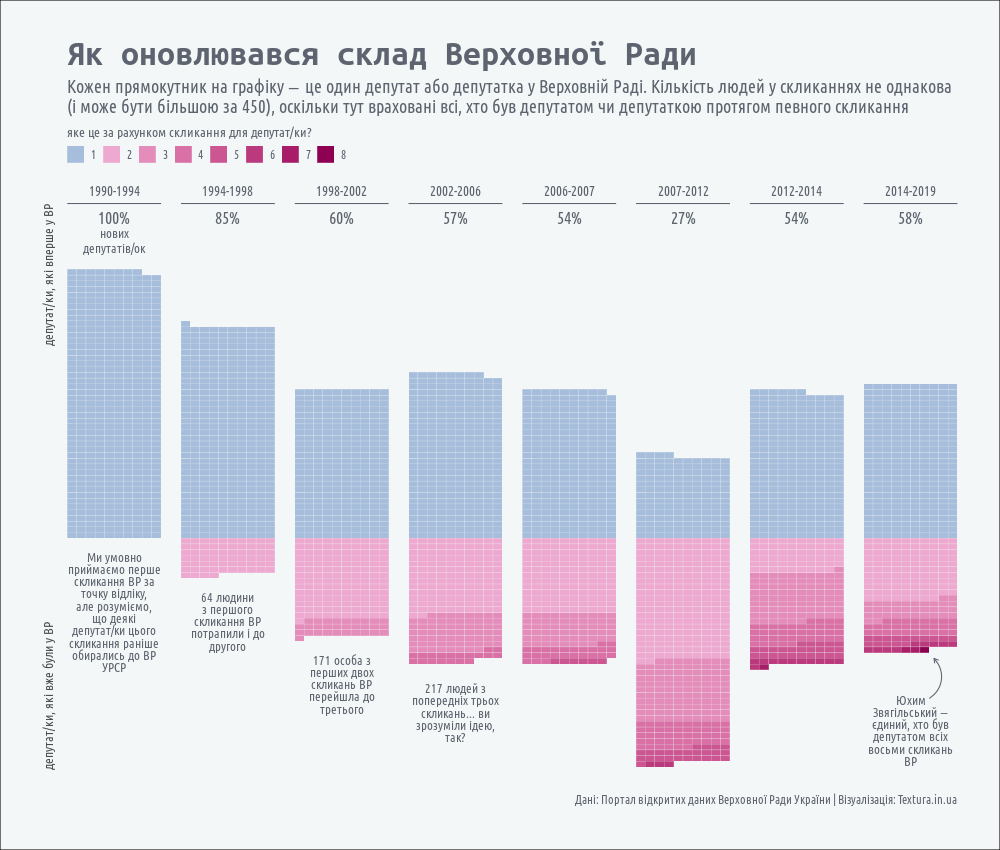 Як оновлювався склад Верховної Ради
Кожен прямокутник на графіку — це один депутат або депутатка у Верховній Раді. Кількість людей у скликаннях не однакова
(і може бути більшою за 450), оскільки тут враховані всі, хто був депутатом чи депутаткою протягом певного скликання
яке це за рахунком скликання для депутат/ки?
1 2 3 4 5 6 7 8
1990-1994 1994-1998 1998-2002 2002-2006 2006-2007 2007-2012 2012-2014 2014-2019
100% 85% 60% 57% 54% 27% 54% 58%
нових
депутатів/ок
депутат/ки, які вперше у ВР
депутат/ки, які вже були у ВР
Ми умовно
приймаємо перше
скликання ВР за
точку відліку,
але розуміємо,
що деякі
депутат/ки цього
скликання раніше
обирались до ВР
УРСР
64 людини
з першого
скликання ВР
потрапили і до
другого
171 особа з
перших двох
скликань ВР
перейшла до
третього
217 людей з
попередніх трьох
скликань... ви
зрозуміли ідею,
так?
Юхим
Звягільський —
єдиний, хто був
депутатом всіх
восьми скликань
ВР
Дані: Портал відкритих даних Верховної Ради України | Візуалізація: Textura.in.ua